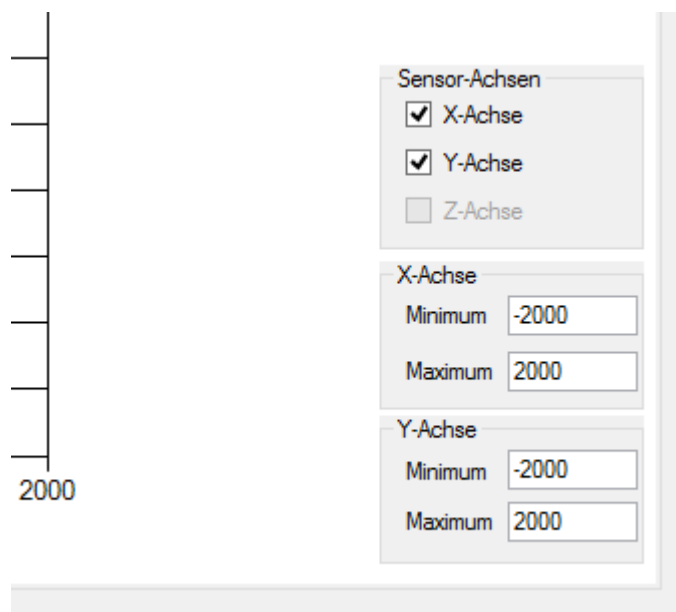 Sensor-Achsen
X-Achse
Y-Achse
Z-Achse
X-Achse
Minimum -2000
Maximum 2000
Y-Achse
Minimum -2000
Maximum 2000
2000